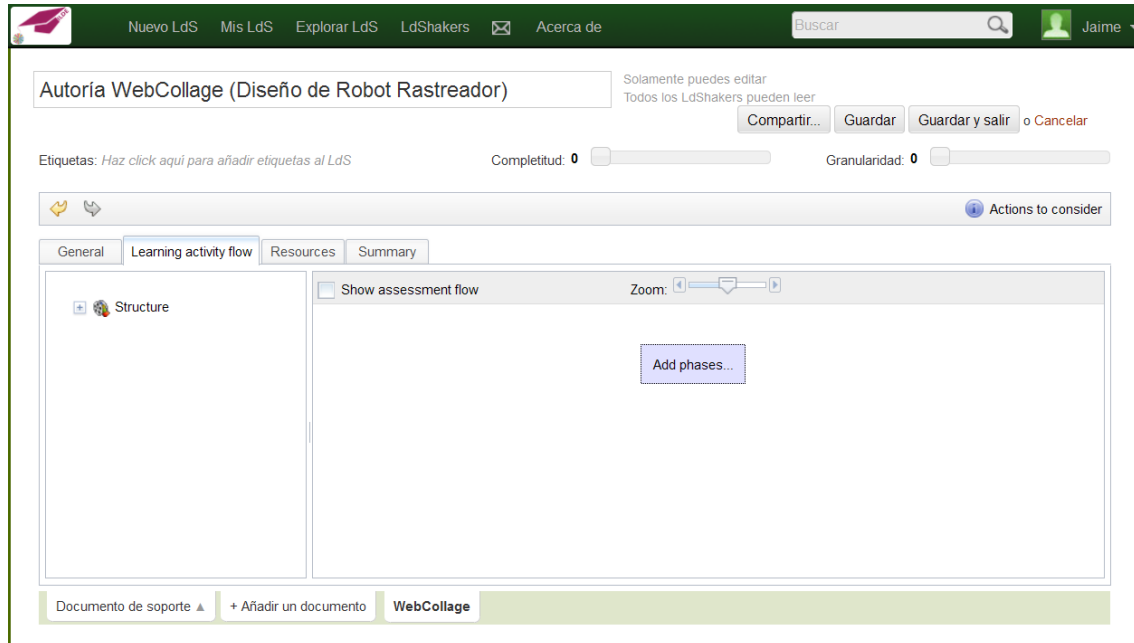 Nuevo LdS Mis LdS Explorar LdS LdShakers Acerca de Buscar Jaime
Autoría WebCollage (Diseño de Robot Rastreador)
Solamente puedes editar
Todos los LdShakers pueden leer
Compartir... Guardar Guardar y salir o Cancelar
Etiquetas: Haz click aquí para añadir etiquetas al LdS Completitud: 0 Granularidad: 0
Actions to consider
General Learning activity flow Resources Summary
Structure
Show assessment flow Zoom:
Add phases...
Documento de soporte ▲ + Añadir un documento WebCollage